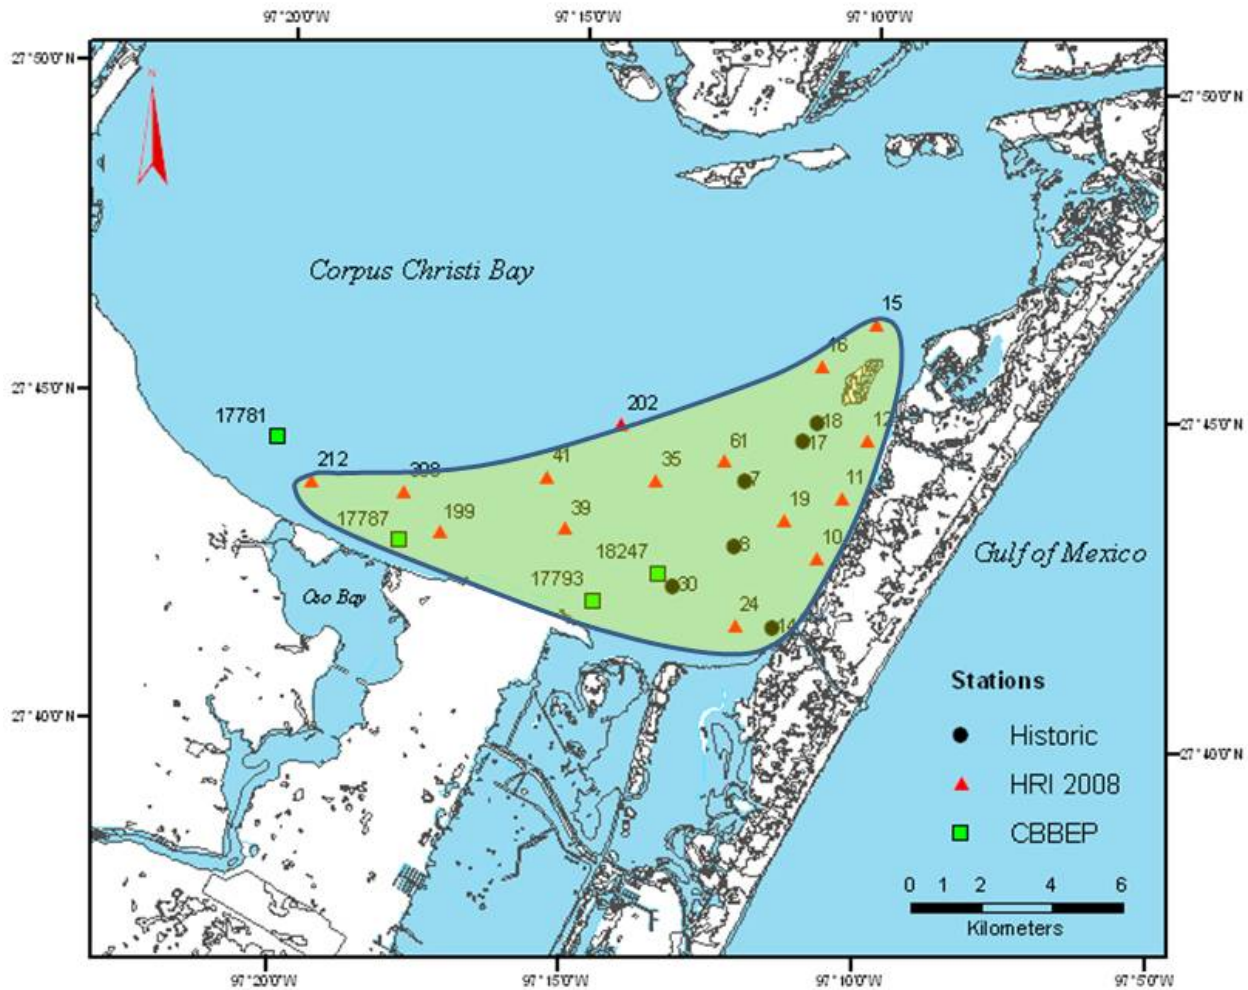 97°20'0"W 97°15'0"W 97°10'0"W
27°50'0"N
27°50'0"N
N
Corpus Christi Bay
15
16
27°45'0"N
202
17781
18
12
27°45'0"N
17
61
212
398
41
35
7
11
17787
199
39
19
8
10
18247
Gulf of Mexico
17793
30
Oso Bay
24
14
27°40'0"N
27°40'0"N
Stations
Historic
HRI 2008
CBBEP
0 1 2 4 6
Kilometers
97°20'0"W 97°15'0"W 97°10'0"W 97°5'0"W